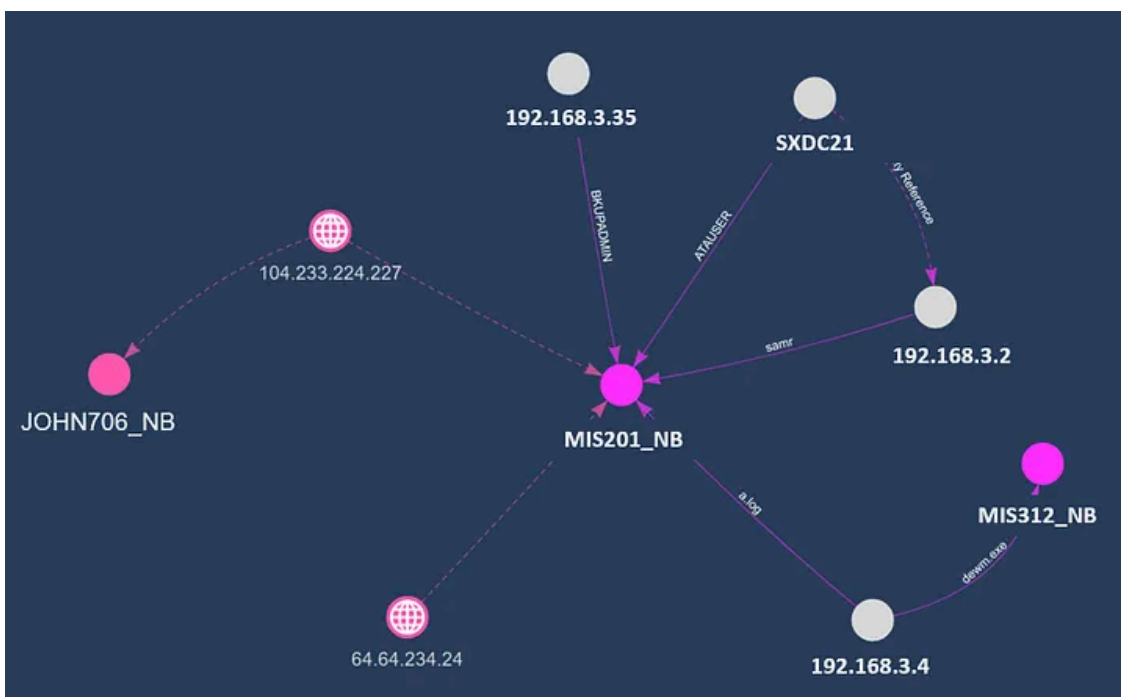 192.168.3.35
SXDC21
BKUPADMIN
ATAUSER
Reference
104.233.224.227
samr
192.168.3.2
JOHN706_NB
MIS201_NB
a.log
MIS312_NB
dewm.exe
64.64.234.24
192.168.3.4